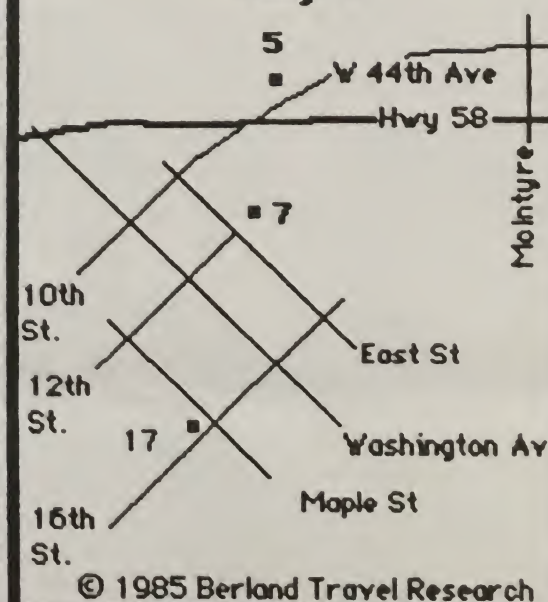 5
W 44th Ave
Hwy 58
McIntyre
7
10th
St.
East St
12th
St.
17
Washington Av
Maple St
16th
St.
© 1985 Berland Travel Research